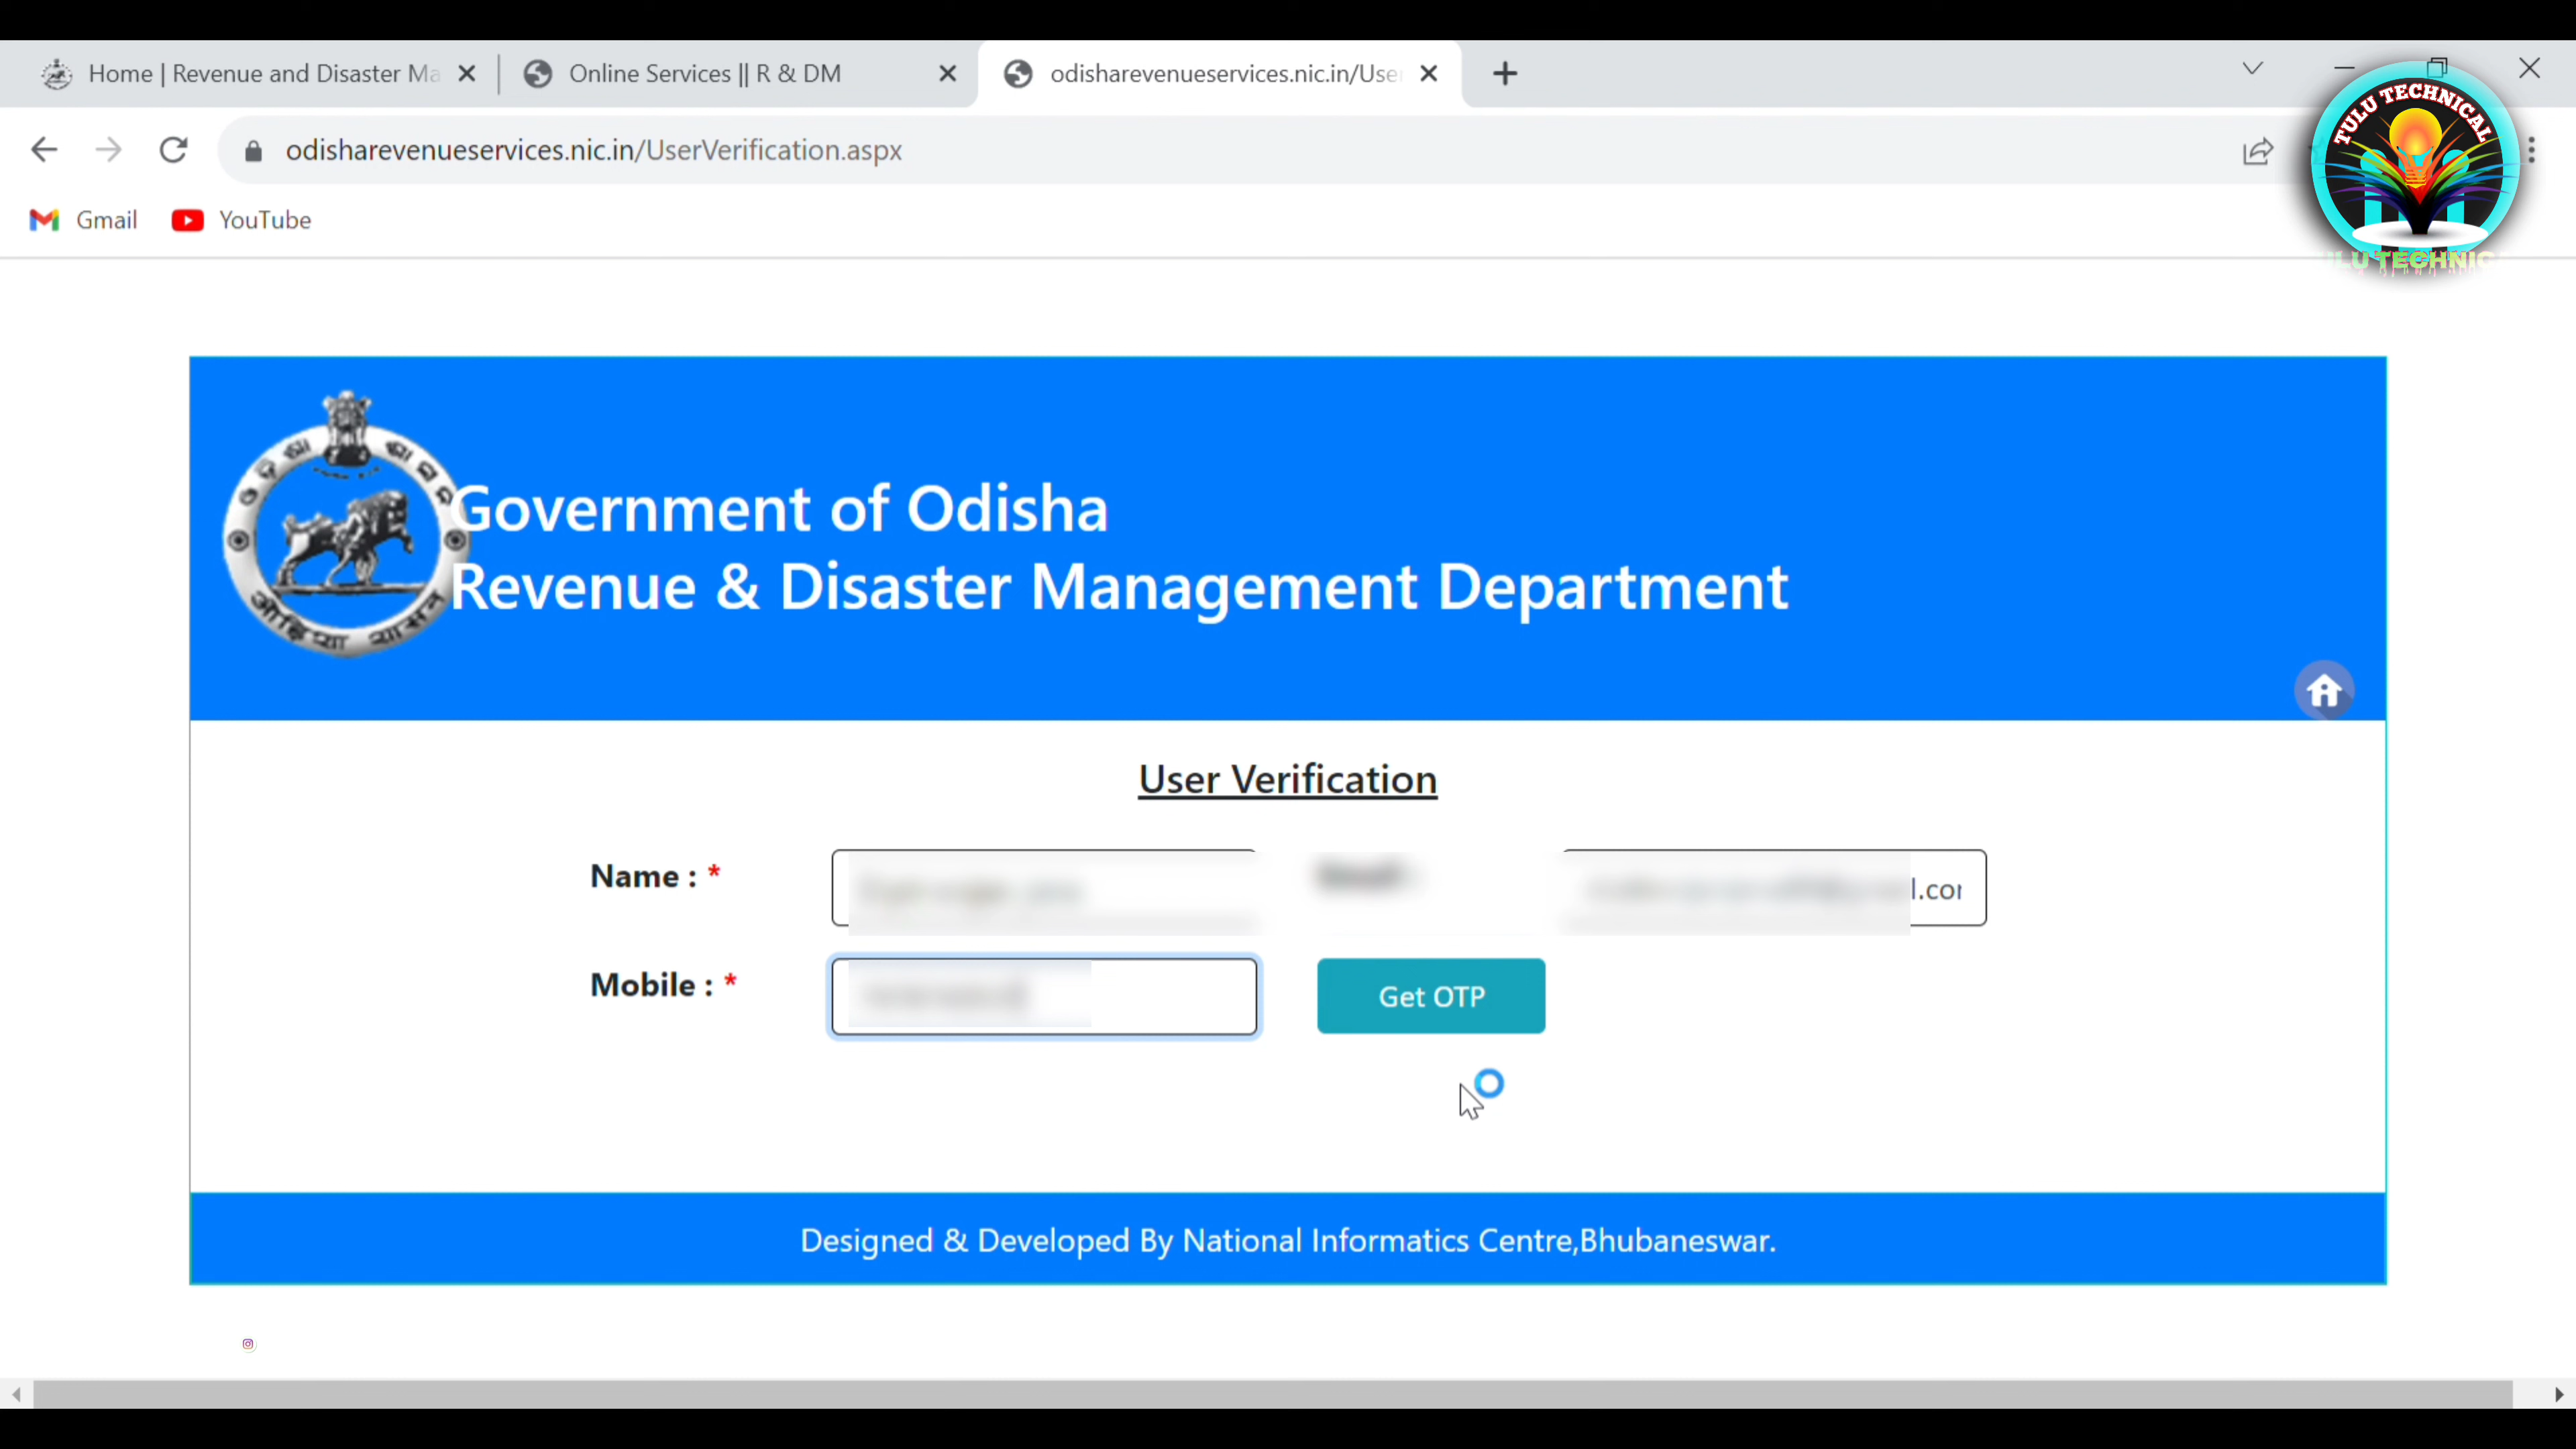 Home | Revenue and Disaster Ma
Online Services || R & DM
odisharevenueservices.nic.in/Use
odisharevenueservices.nic.in/UserVerification.aspx
Gmail
YouTube
TULU TECHNICAL
Government of Odisha
Revenue & Disaster Management Department
User Verification
Name : *
l.co
Mobile : *
Get OTP
Designed & Developed By National Informatics Centre,Bhubaneswar.